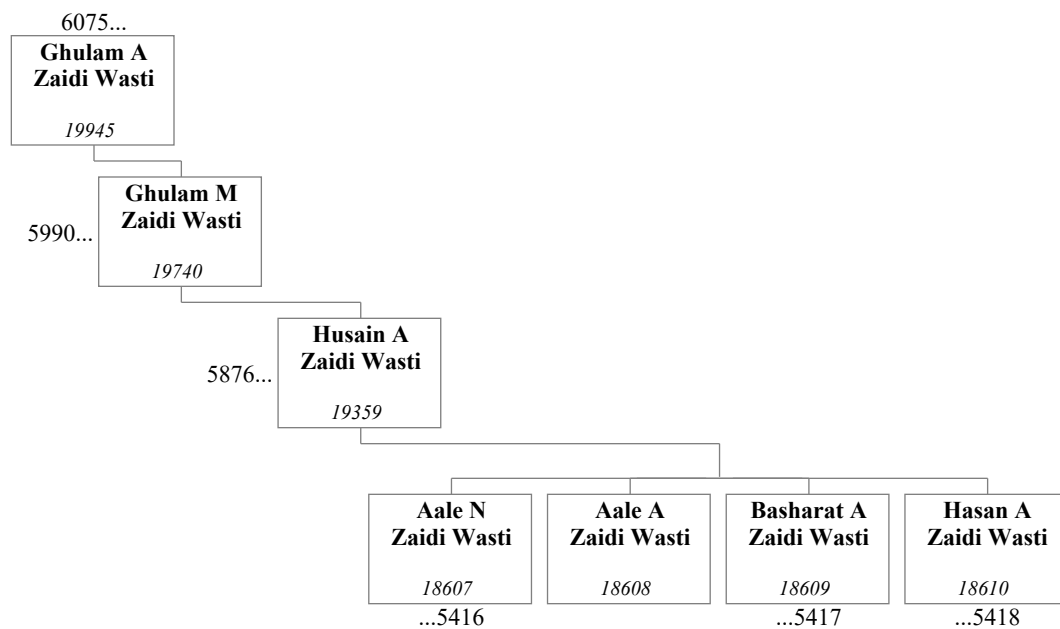 6075...
Ghulam A
Zaidi Wasti
19945
Ghulam M
Zaidi Wasti
5990...
19740
Husain A
Zaidi Wasti
5876...
19359
Aale N
Zaidi Wasti
18607
...5416
Aale A
Zaidi Wasti
18608
Basharat A
Zaidi Wasti
18609
...5417
Hasan A
Zaidi Wasti
18610
...5418